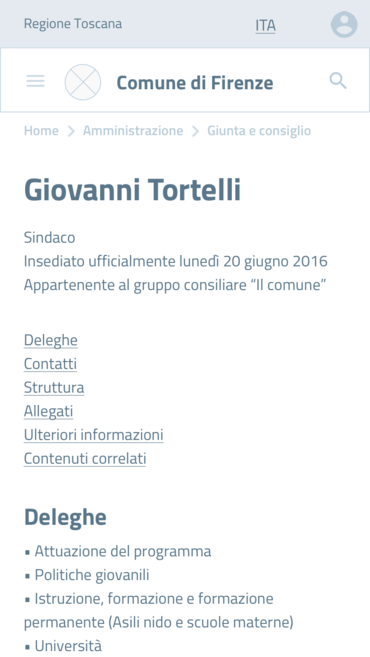 Regione Toscana ITA
Comune di Firenze
Home Amministrazione Giunta e consiglio
Giovanni Tortelli
Sindaco
Insediato ufficialmente lunedì 20 giugno 2016
Appartenente al gruppo consiliare “Il comune”
Deleghe
Contatti
Struttura
Allegati
Ulteriori informazioni
Contenuti correlati
Deleghe
▪ Attuazione del programma
▪ Politiche giovanili
▪ Istruzione, formazione e formazione
permanente (Asili nido e scuole materne)
▪ Università